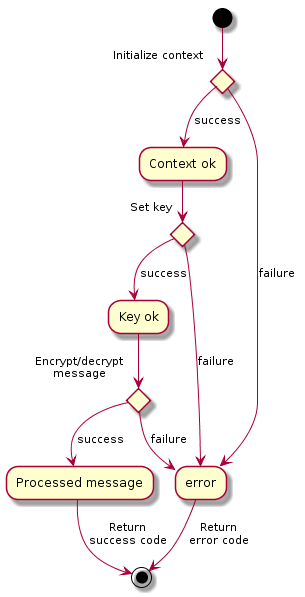 Initialize context
success
Context ok
Set key
failure
success
Key ok
failure
Encrypt/decrypt
message
success
failure
Processed message
error
Return
success code
Return
error code